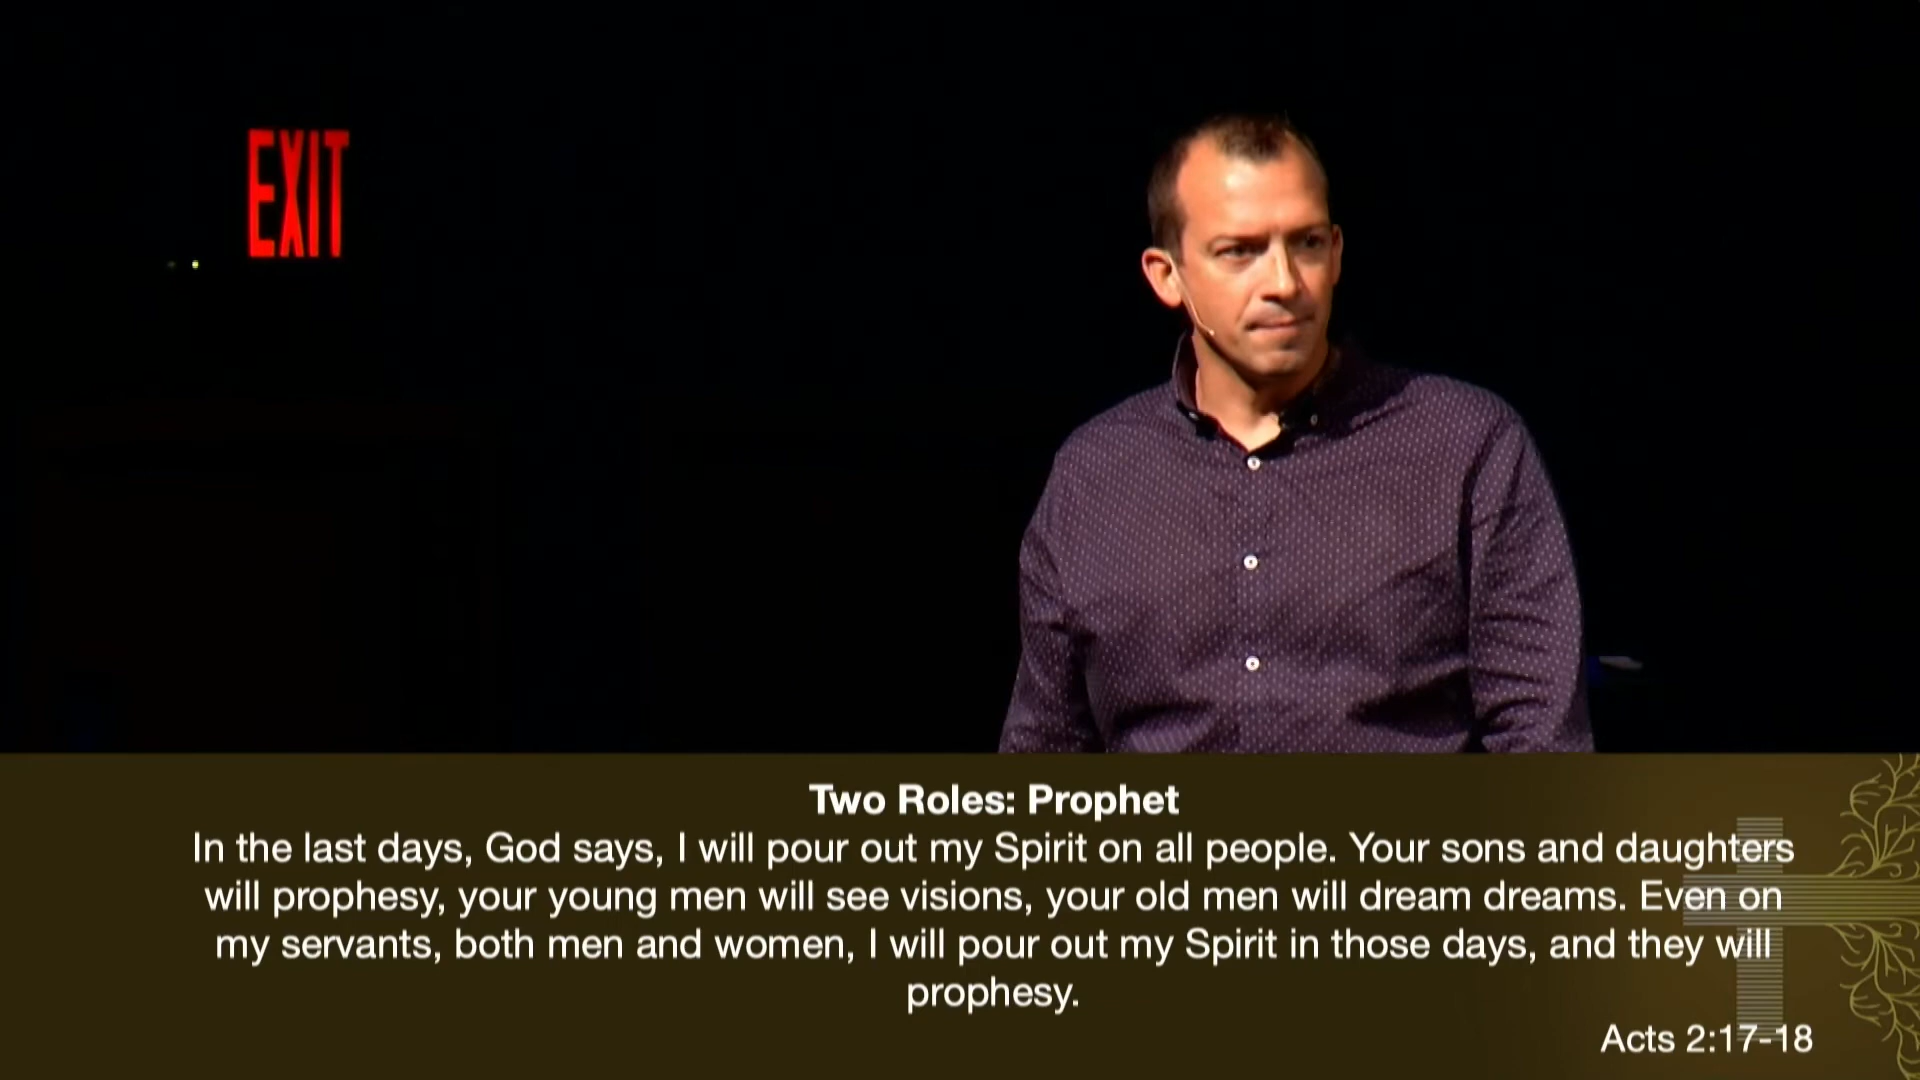 EXIT
Two Roles: Prophet
In the last days, God says, I will pour out my Spirit on all people. Your sons and daughters
will prophesy, your young men will see visions, your old men will dream dreams. Even on
my servants, both men and women, I will pour out my Spirit in those days, and they will
prophesy.
Acts 2:17-18